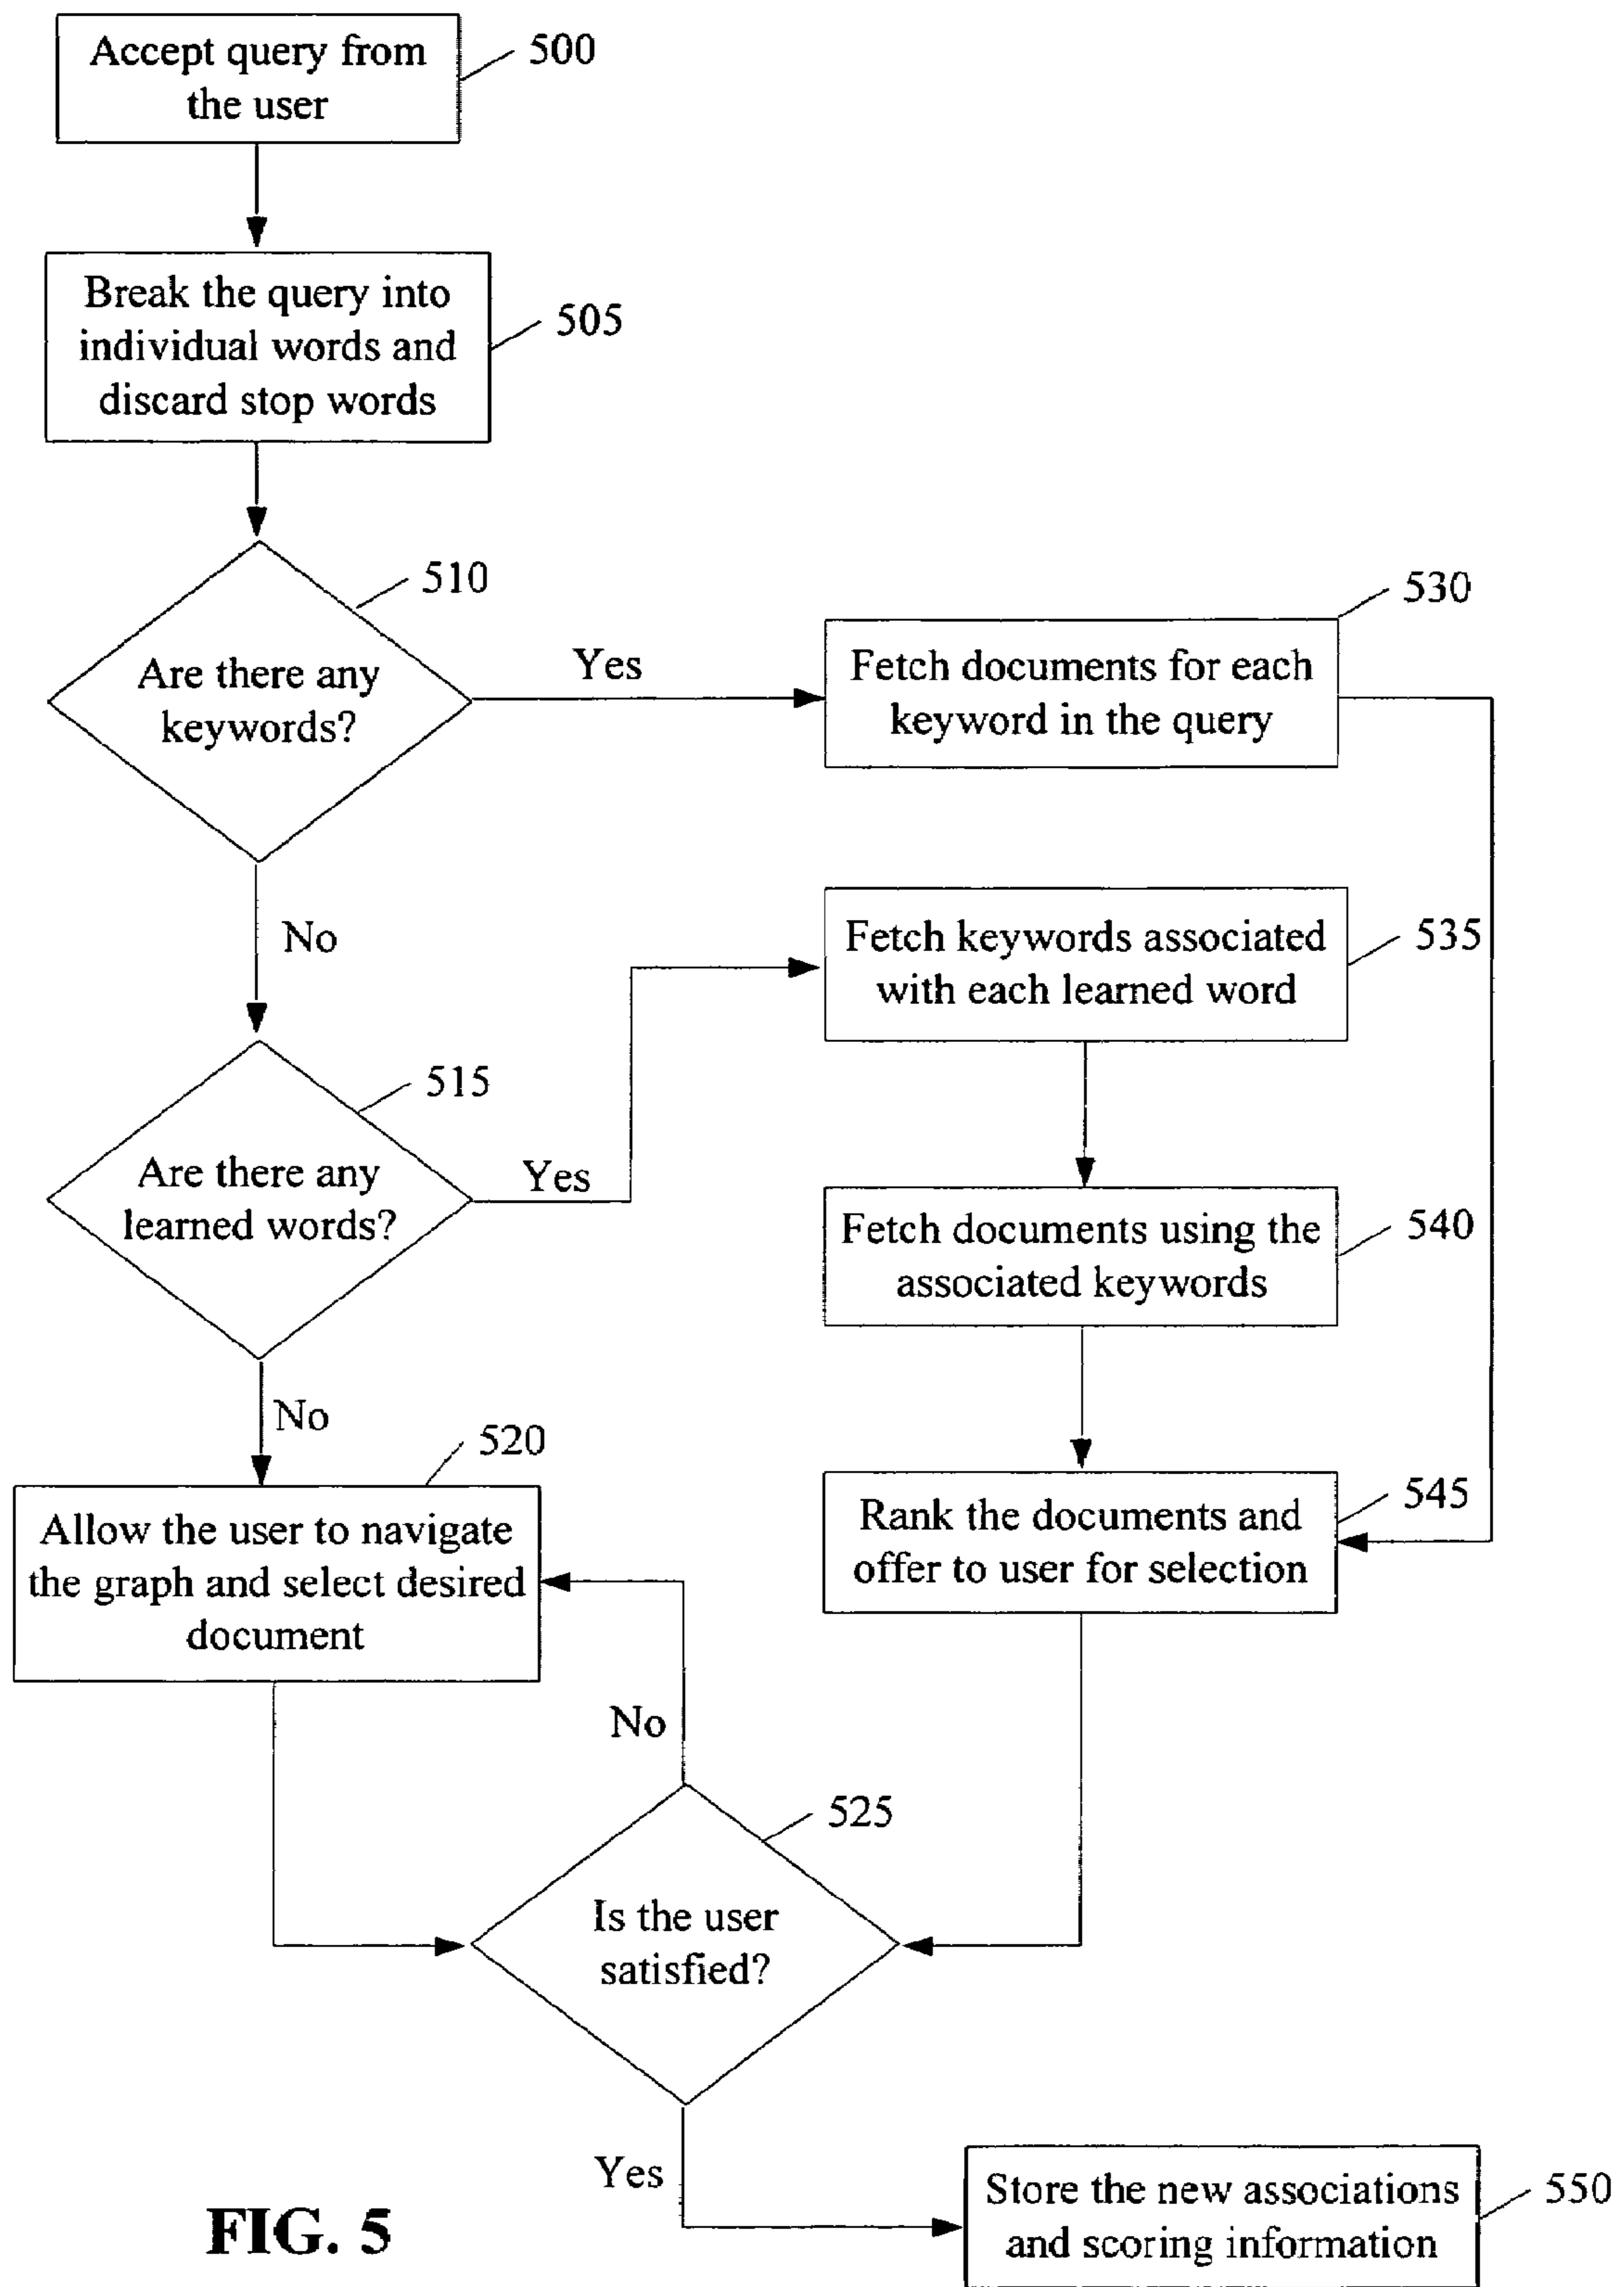 Accept query from
the user
500
Break the query into
individual words and
discard stop words
505
510
Are there any
keywords?
Yes
530
Fetch documents for each
keyword in the query
No
Fetch keywords associated
with each learned word
535
515
Are there any
learned words?
Yes
Fetch documents using the
associated keywords
540
No
520
Allow the user to navigate
the graph and select desired
document
Rank the documents and
offer to user for selection
545
No
525
Is the user
satisfied?
Yes
Store the new associations
and scoring information
550
FIG. 5